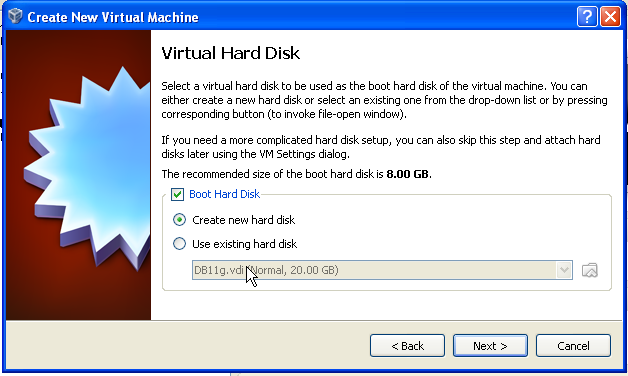 Create New Virtual Machine
Virtual Hard Disk
Select a virtual hard disk to be used as the boot hard disk of the virtual machine. You can
either create a new hard disk or select an existing one from the drop-down list or by pressing
corresponding button (to invoke file-open window).
If you need a more complicated hard disk setup, you can also skip this step and attach hard
disks later using the VM Settings dialog.
The recommended size of the boot hard disk is 8.00 GB.
Boot Hard Disk
Create new hard disk
Use existing hard disk
DB11g.vdi (Normal, 20.00 GB)
< Back
Next >
Cancel